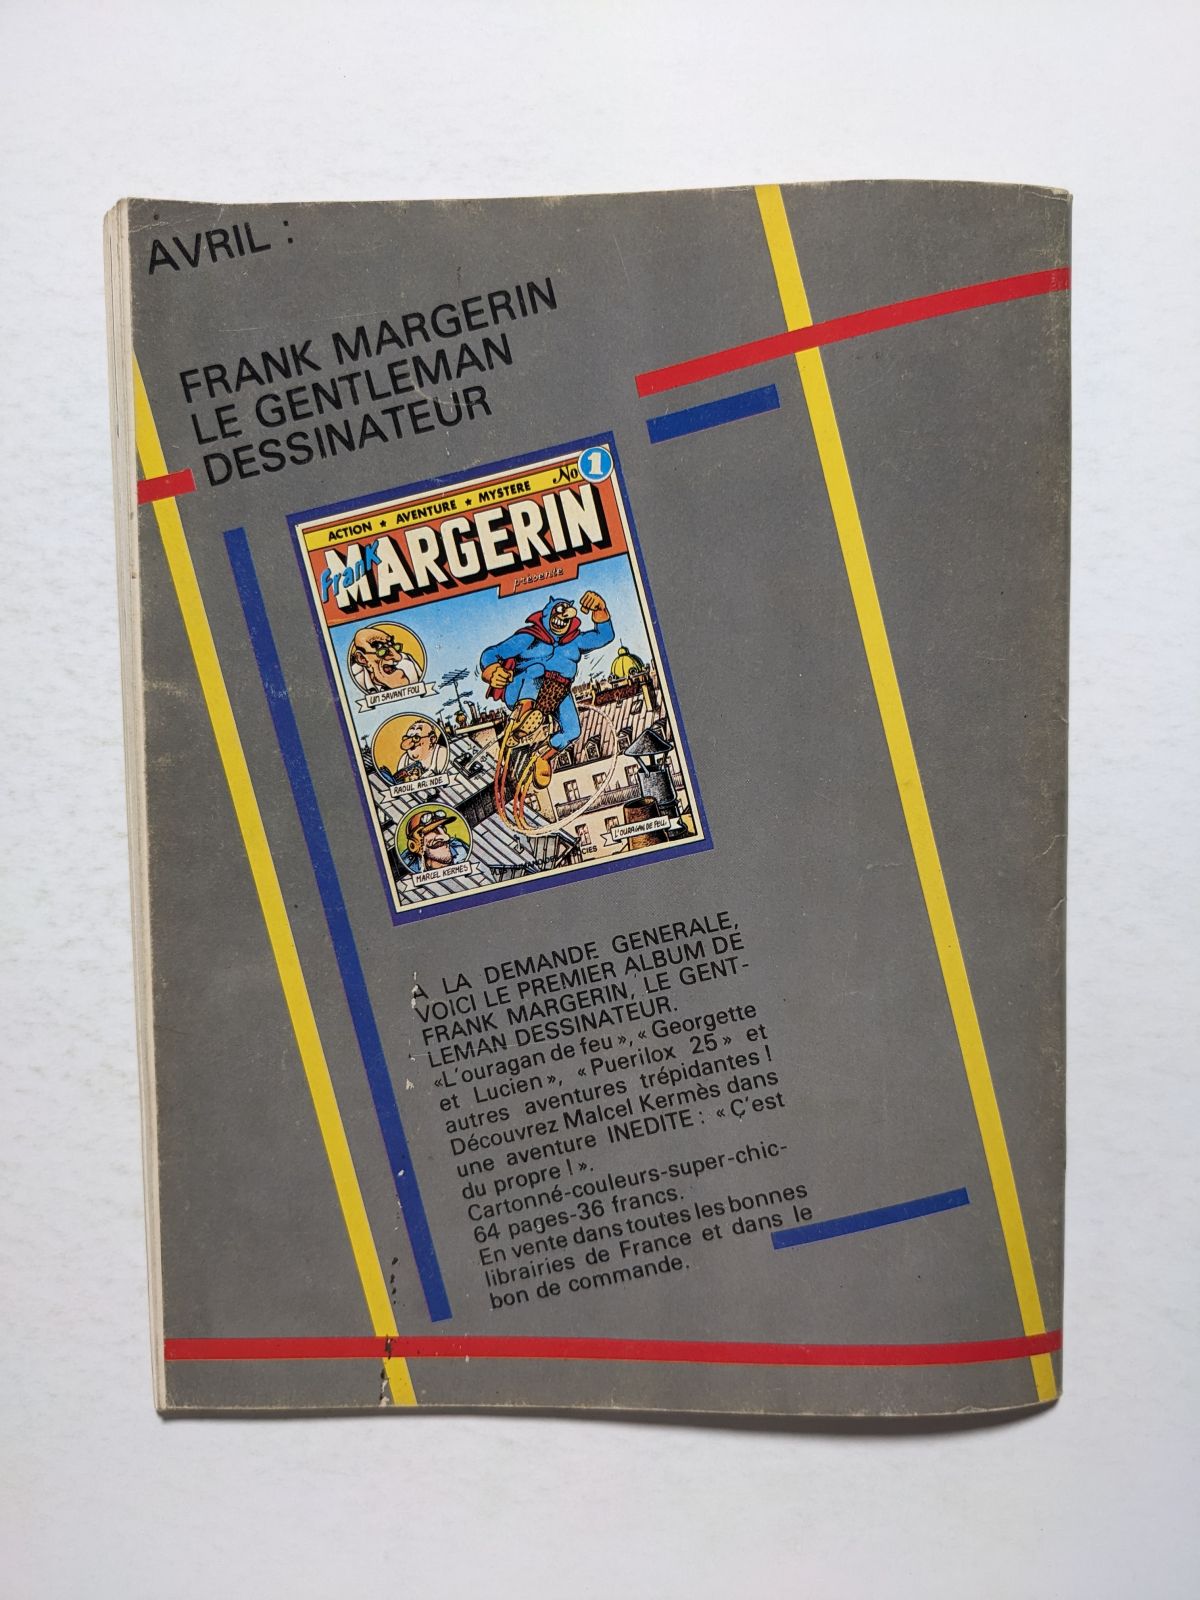 AVRIL :
FRANK MARGERIN
LE GENTLEMAN
DESSINATEUR
No 1
ACTION ★ AVENTURE ★ MYSTERE
Frank
MARGERIN
présente
UN SAVANT FOU
MARCEL KERMES
L'OURAGAN DE FEU.
A LA DEMANDE GENERALE,
VOICI LE PREMIER ALBUM DE
FRANK MARGERIN, LE GENT-
LEMAN DESSINATEUR.
«L'ouragan de feu», «Georgette
et Lucien», «Puerilox 25» et
autres aventures trépidantes !
Découvrez Malcel Kermès dans
une aventure INEDITE : «Ç'est
du propre !».
Cartonné-couleurs-super-chic-
64 pages-36 francs.
En vente dans toutes les bonnes
librairies de France et dans le
bon de commande.